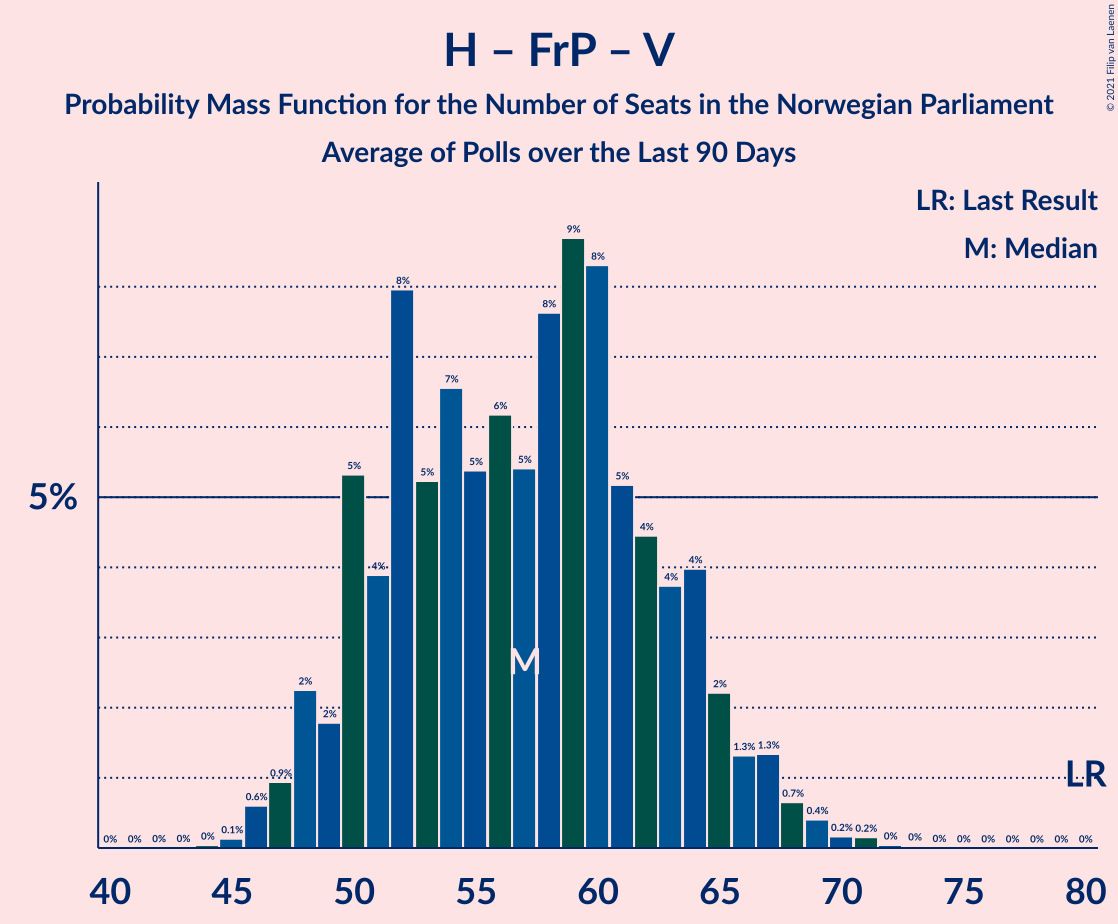 H – FrP – V
Probability Mass Function for the Number of Seats in the Norwegian Parliament
Average of Polls over the Last 90 Days
© 2021 Filip van Laenen
LR: Last Result
M: Median
5%
0% 0% 0% 0% 0% 0.1% 0.6% 0.9% 2% 2% 5% 4% 8% 5% 7% 5% 6% 5% 8% 9% 8% 5% 4% 4% 4% 2% 1.3% 1.3% 0.7% 0.4% 0.2% 0.2% 0% 0% 0% 0% 0% 0% 0% 0% 0%
M
LR
40 45 50 55 60 65 70 75 80